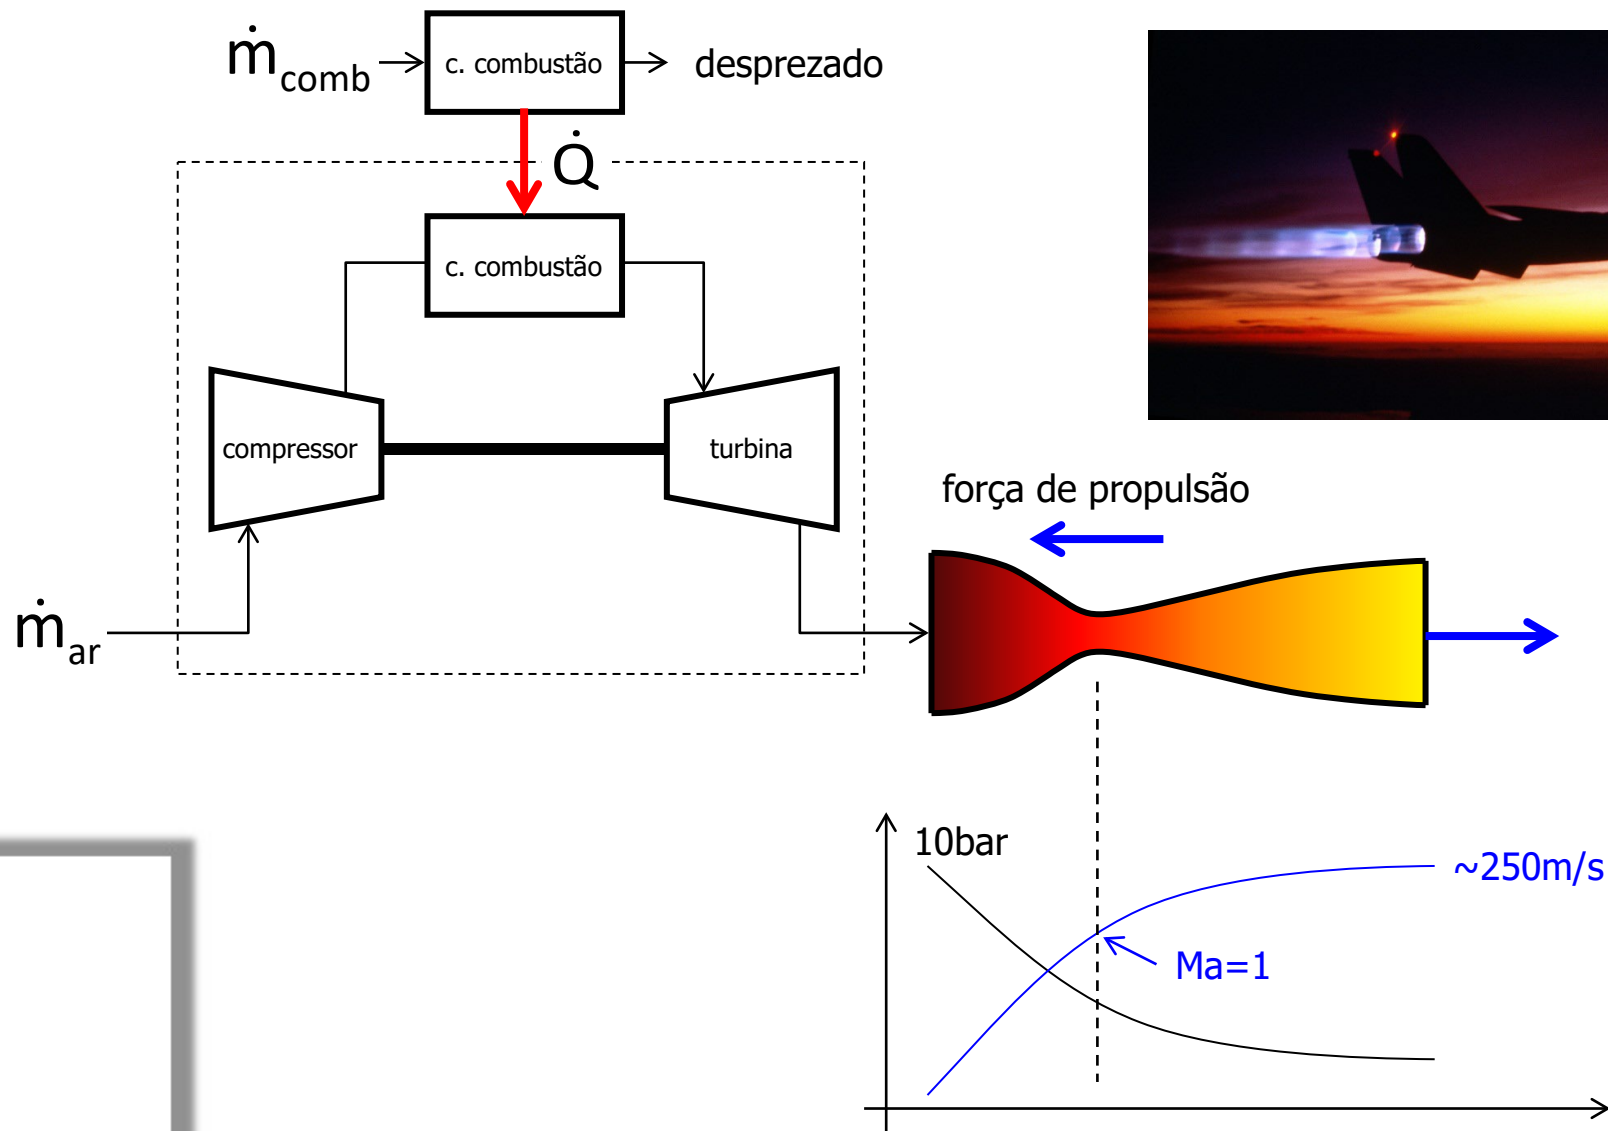 ṁcomb
c. combustão
desprezado
Q̇
c. combustão
compressor
turbina
força de propulsão
ṁar
10bar
~250m/s
Ma=1